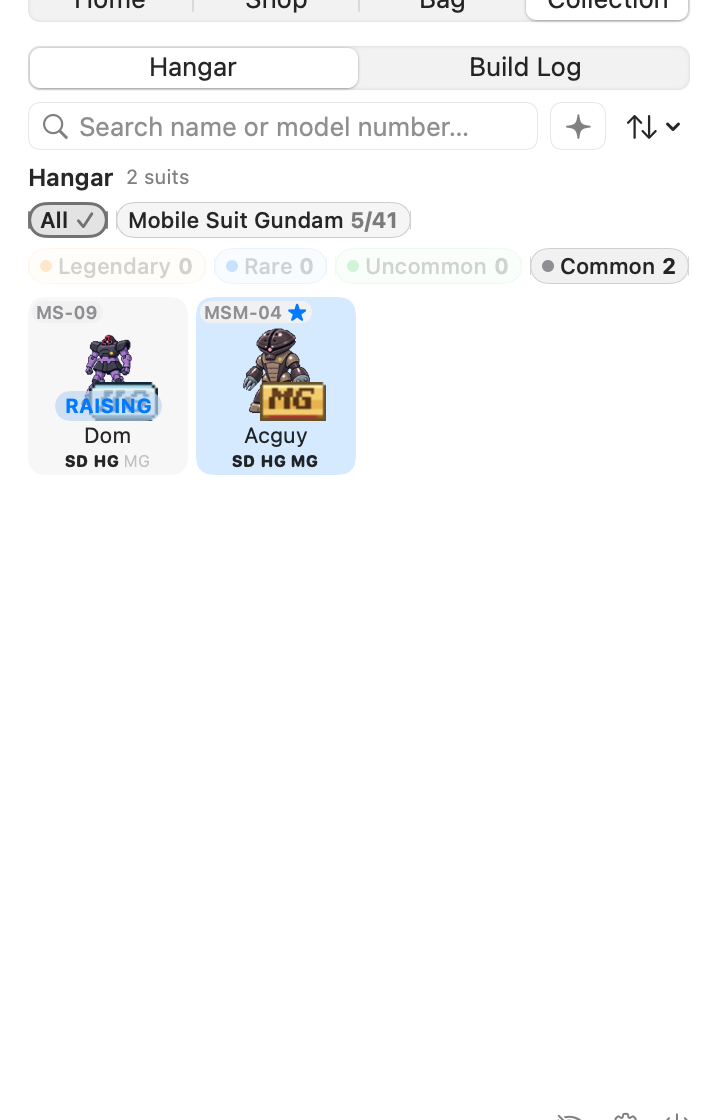 Home Shop Bag Collection
Hangar Build Log
Search name or model number...
Hangar 2 suits
All Mobile Suit Gundam 5/41
Legendary 0 Rare 0 Uncommon 0 Common 2
MS-09 MSM-04
MG
RAISING
Dom Acguy
SD HG MG SD HG MG